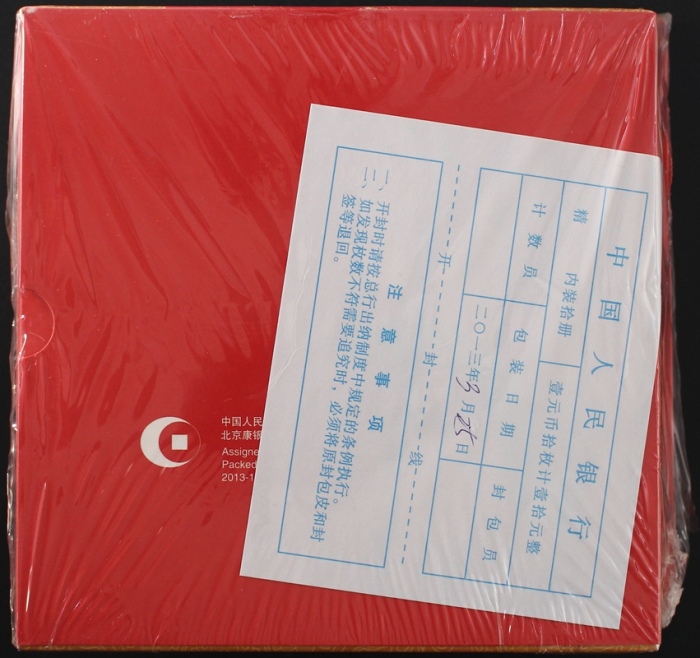 中国人民银行
精 内装拾册 壹元币拾枚计壹拾元整
计数员 包装日期 封包员
二〇一三年3月25日
开封线
注意事项
一、开封时请按总行出纳制度中规定的条例执行。
二、如发现枚数不符需要追究时，必须将原封包皮和封
签等退回。
中国人民
北京康银
Assigne
Packed
2013-1